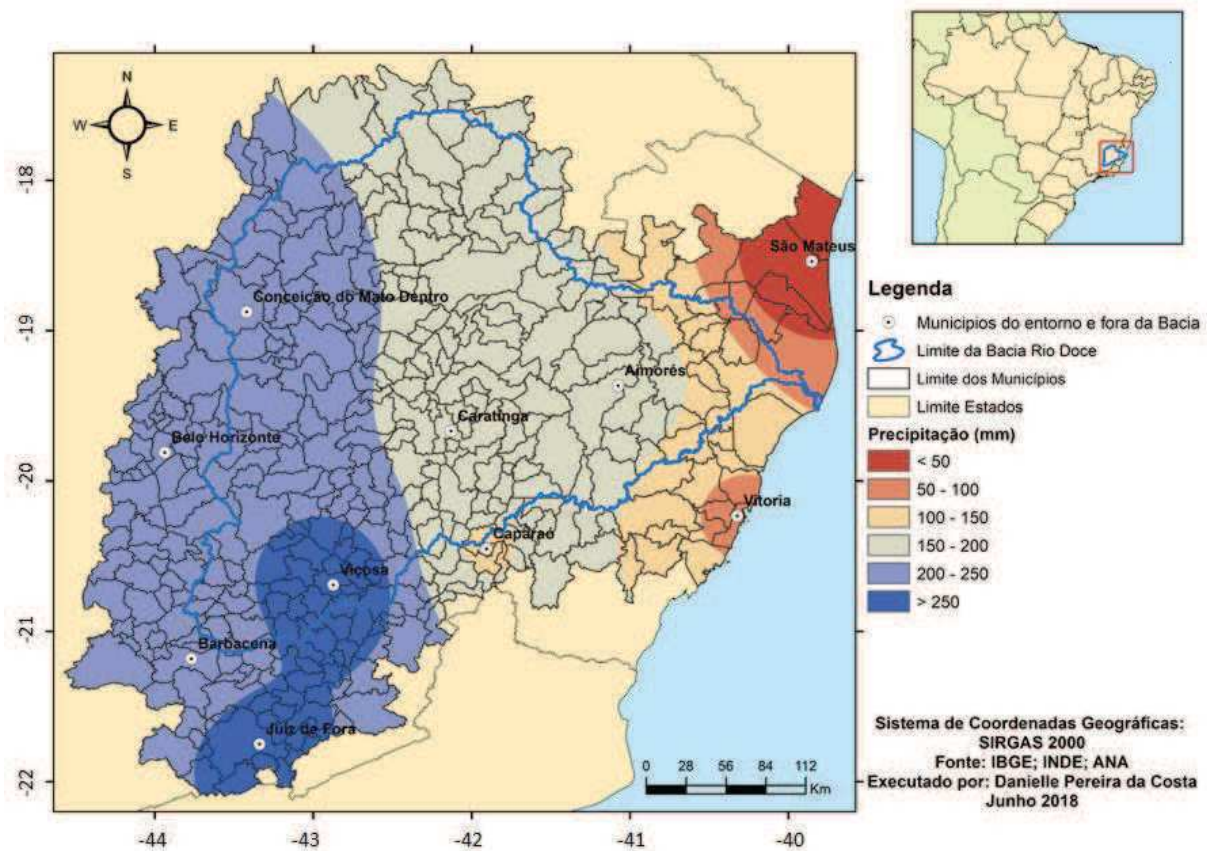 N
W
E
S
-18
-19
-20
-21
-22
-44
-43
-42
-41
-40
São Mateus
Conceição do Mato Dentro
Aimorés
Caratinga
Belo Horizonte
Vitoria
Caparaó
Viçosa
Barbacena
Juiz de Fora
0 28 56 84 112
Km
Legenda
Municípios do entorno e fora da Bacia
Limite da Bacia Rio Doce
Limite dos Municípios
Limite Estados
Precipitação (mm)
< 50
50 - 100
100 - 150
150 - 200
200 - 250
> 250
Sistema de Coordenadas Geográficas:
SIRGAS 2000
Fonte: IBGE; INDE; ANA
Executado por: Danielle Pereira da Costa
Junho 2018